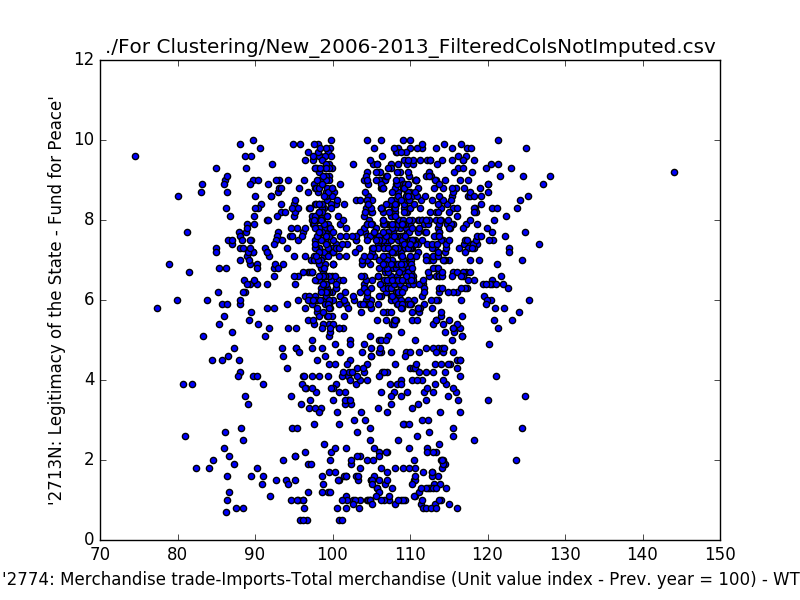 ./For Clustering/New_2006-2013_FilteredColsNotImputed.csv
'2713N: Legitimacy of the State - Fund for Peace'
12
10
8
6
4
2
0
70 80 90 100 110 120 130 140 150
'2774: Merchandise trade-Imports-Total merchandise (Unit value index - Prev. year = 100) - WT